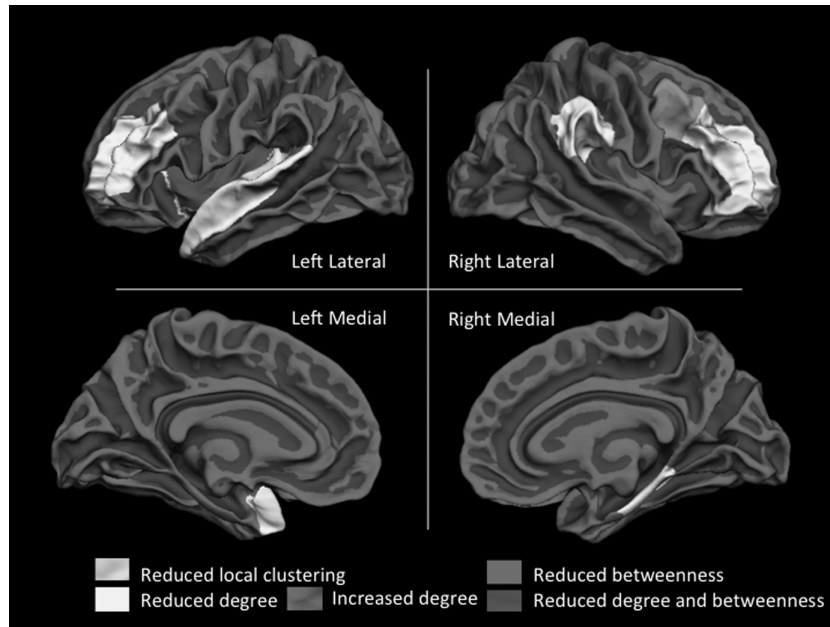 Left Lateral
Right Lateral
Left Medial
Right Medial
Reduced local clustering
Reduced betweenness
Reduced degree
Increased degree
Reduced degree and betweenness